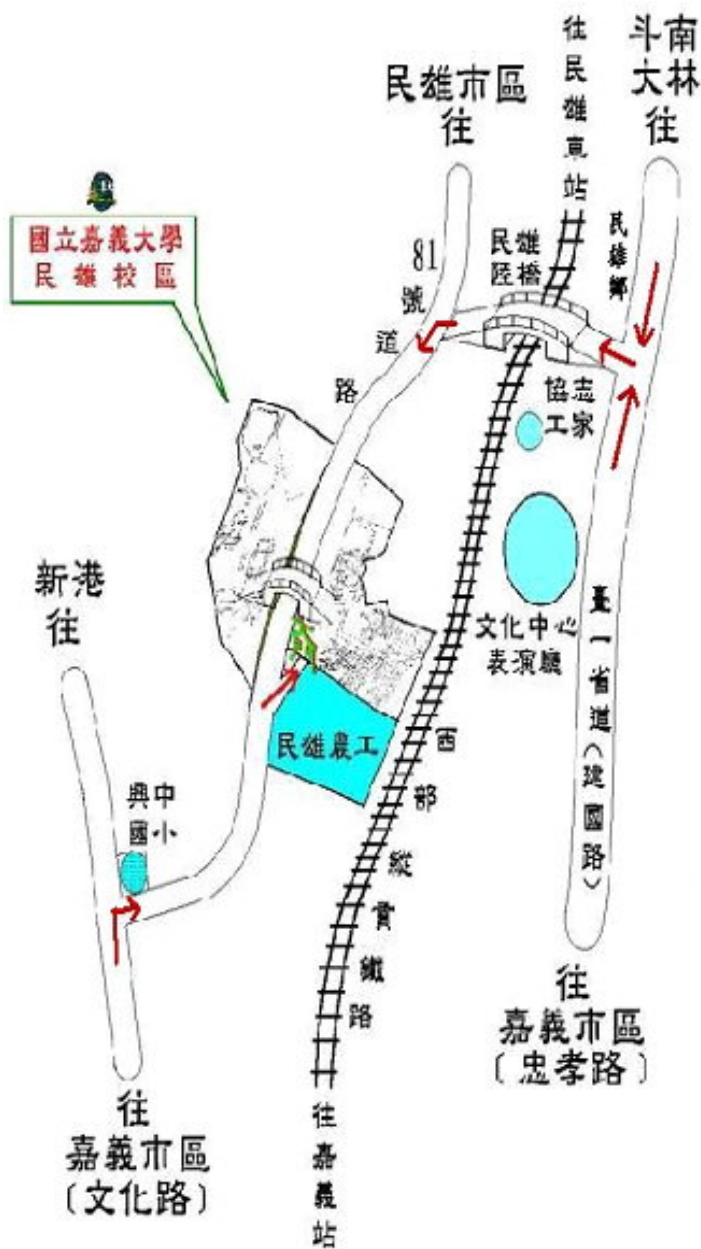 斗南
大林
往
往民雄車站
民雄市區
往
國立嘉義大學
民雄校區
81號道路
民雄
陸橋
民雄鄉
協志
工家
文化中心
表演廳
新港
往
民雄農工
臺一省道(建國路)
西部縱貫鐵路
興中
國小
往
嘉義市區
(忠孝路)
往
嘉義市區
(文化路)
往嘉義站